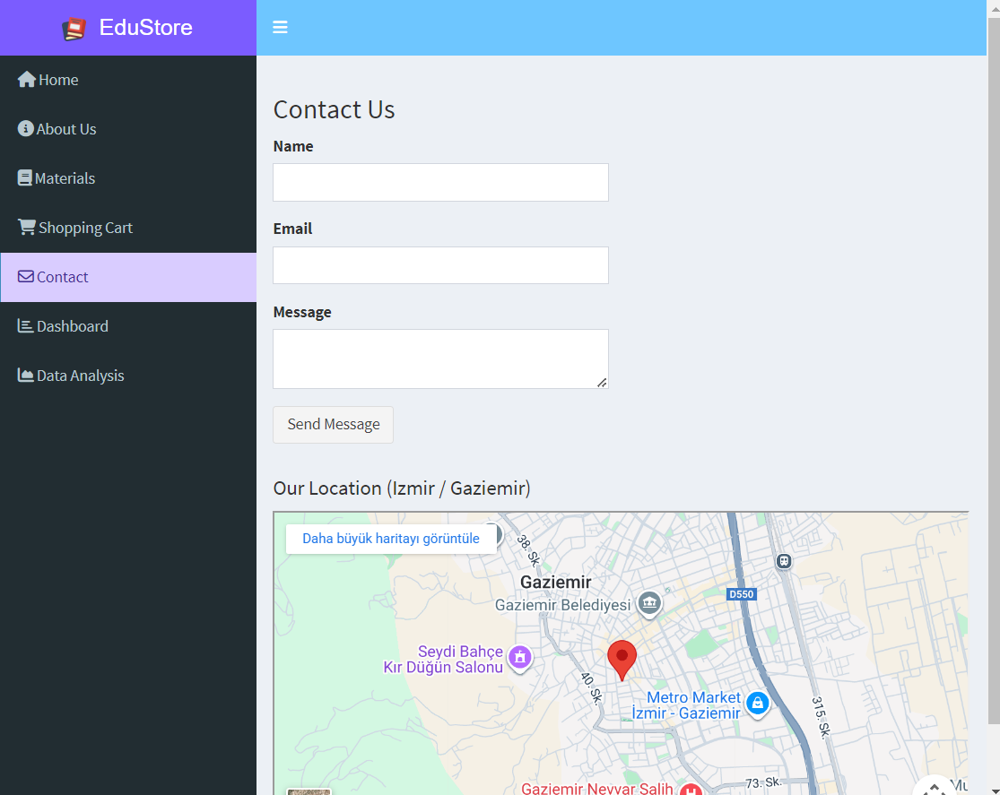 EduStore
Home
About Us
Materials
Shopping Cart
Contact
Dashboard
Data Analysis
Contact Us
Name
Email
Message
Send Message
Our Location (Izmir / Gaziemir)
Daha büyük haritayı görüntüle
38. Sk.
Gaziemir
Gaziemir Belediyesi
D550
Seydi Bahçe
Kır Düğün Salonu
40. Sk.
Metro Market
İzmir - Gaziemir
315. Sk.
73. Sk.
Gaziemir Nevvar Salih
H